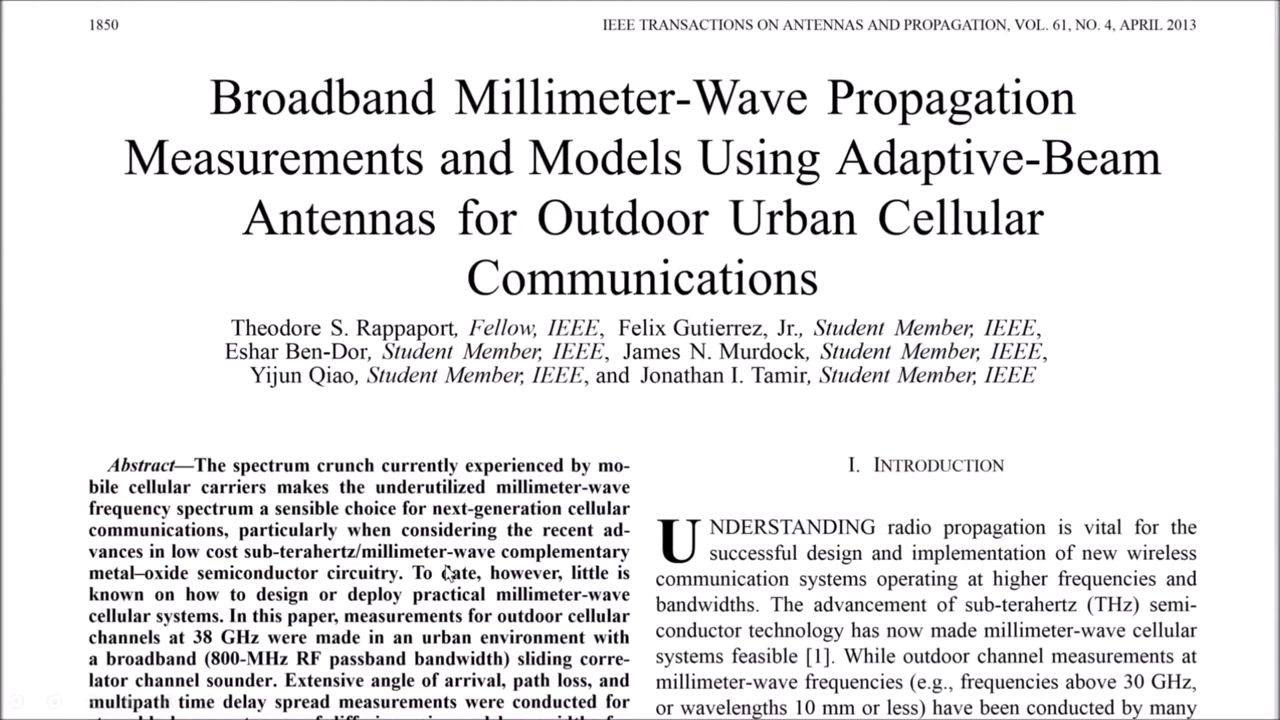 1850
IEEE TRANSACTIONS ON ANTENNAS AND PROPAGATION, VOL. 61, NO. 4, APRIL 2013
Broadband Millimeter-Wave Propagation
Measurements and Models Using Adaptive-Beam
Antennas for Outdoor Urban Cellular
Communications
Theodore S. Rappaport, Fellow, IEEE, Felix Gutierrez, Jr., Student Member, IEEE,
Eshar Ben-Dor, Student Member, IEEE, James N. Murdock, Student Member, IEEE,
Yijun Qiao, Student Member, IEEE, and Jonathan I. Tamir, Student Member, IEEE
Abstract—The spectrum crunch currently experienced by mo-
bile cellular carriers makes the underutilized millimeter-wave
frequency spectrum a sensible choice for next-generation cellular
communications, particularly when considering the recent ad-
vances in low cost sub-terahertz/millimeter-wave complementary
metal–oxide semiconductor circuitry. To date, however, little is
known on how to design or deploy practical millimeter-wave
cellular systems. In this paper, measurements for outdoor cellular
channels at 38 GHz were made in an urban environment with
a broadband (800-MHz RF passband bandwidth) sliding corre-
lator channel sounder. Extensive angle of arrival, path loss, and
multipath time delay spread measurements were conducted for
I. INTRODUCTION
UNDERSTANDING radio propagation is vital for the
successful design and implementation of new wireless
communication systems operating at higher frequencies and
bandwidths. The advancement of sub-terahertz (THz) semi-
conductor technology has now made millimeter-wave cellular
systems feasible [1]. While outdoor channel measurements at
millimeter-wave frequencies (e.g., frequencies above 30 GHz,
or wavelengths 10 mm or less) have been conducted by many